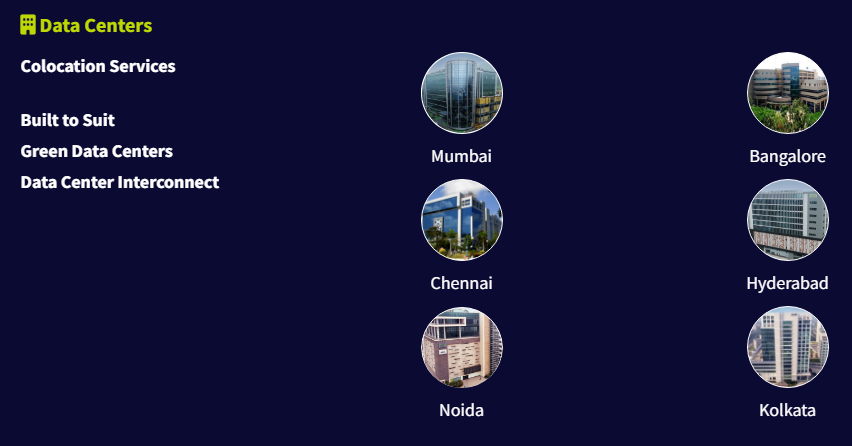 Data Centers
Colocation Services
Built to Suit
Green Data Centers
Data Center Interconnect
Mumbai
Bangalore
Chennai
Hyderabad
Noida
Kolkata